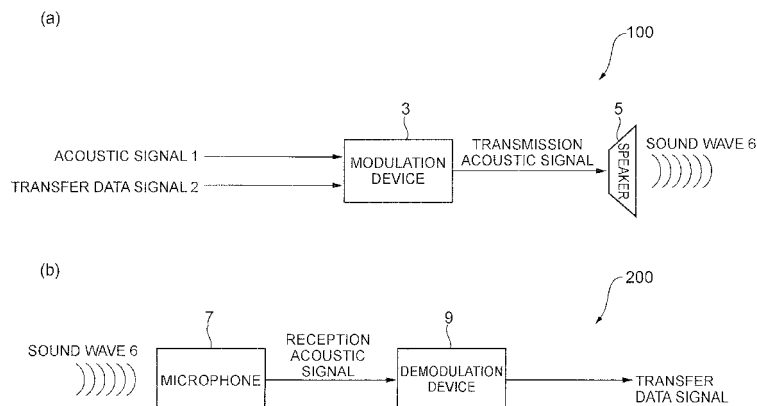 (a)
100
3
5
ACOUSTIC SIGNAL 1
TRANSFER DATA SIGNAL 2
MODULATION
DEVICE
TRANSMISSION
ACOUSTIC SIGNAL
SPEAKER
SOUND WAVE 6
(b)
200
7
9
SOUND WAVE 6
MICROPHONE
RECEPTION
ACOUSTIC
SIGNAL
DEMODULATION
DEVICE
TRANSFER
DATA SIGNAL